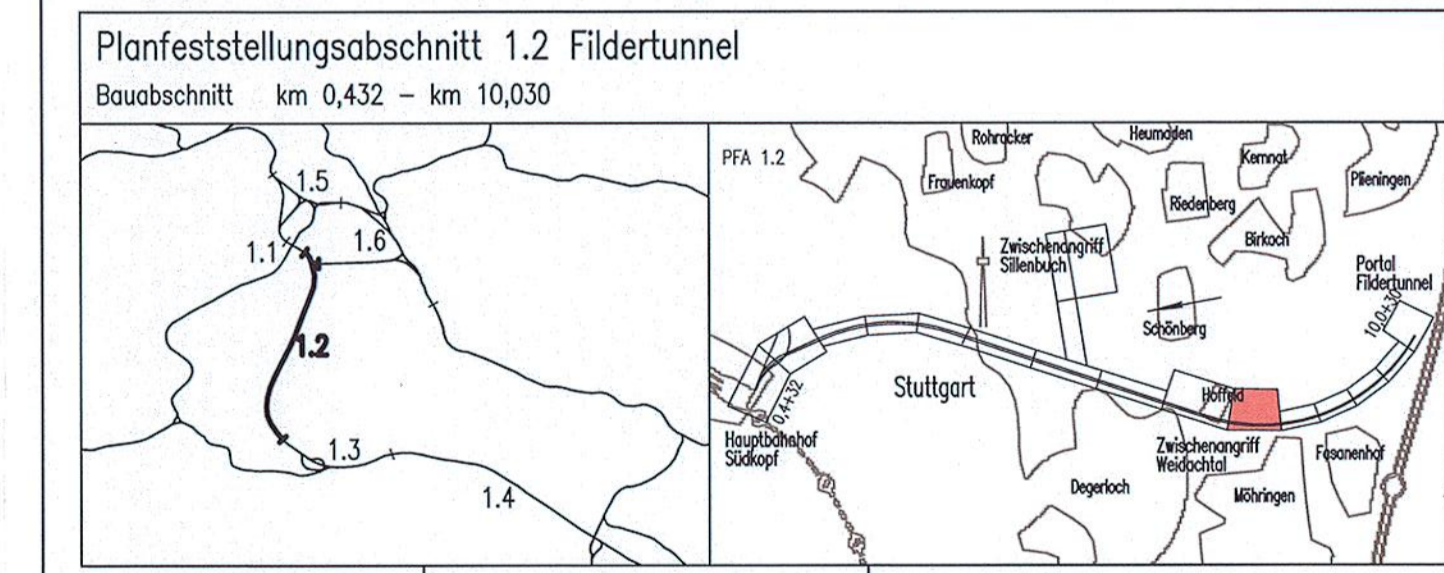 Planfeststellungsabschnitt 1.2 Fildertunnel
Bauabschnitt km 0,432 – km 10,030
1.5
1.1
1.6
1.2
1.3
1.4
PFA 1.2
Rohracker
Heumaden
Kemnat
Frauenkopf
Plieningen
Riedenberg
Birkach
Zwischenangriff
Sillenbuch
Portal
Fildertunnel
10,0+30
Schönberg
Stuttgart
Hoffeld
0,4+32
Hauptbahnhof
Südkopf
Zwischenangriff
Weidachtal
Fasanenhof
Degerloch
Möhringen